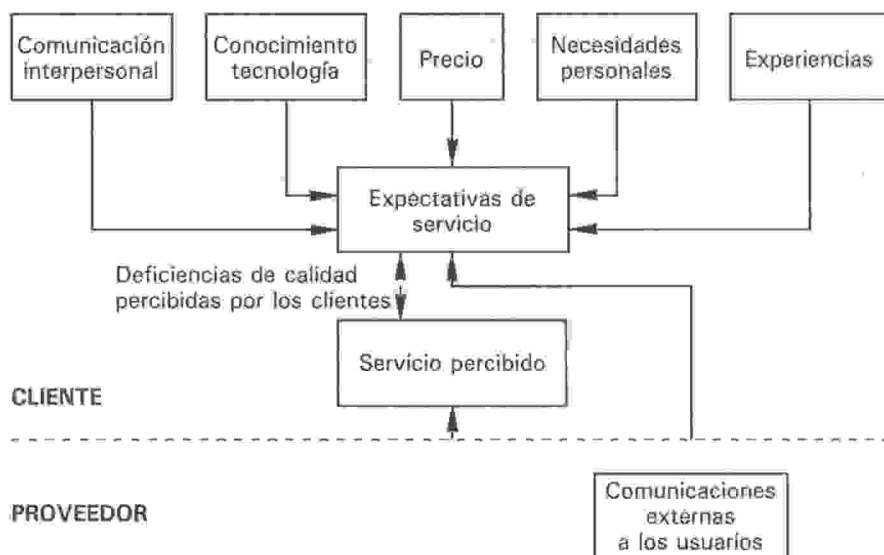 Comunicación
interpersonal
Conocimiento
tecnología
Precio
Necesidades
personales
Experiencias
Expectativas de
servicio
Deficiencias de calidad
percibidas por los clientes
Servicio percibido
CLIENTE
PROVEEDOR
Comunicaciones
externas
a los usuarios